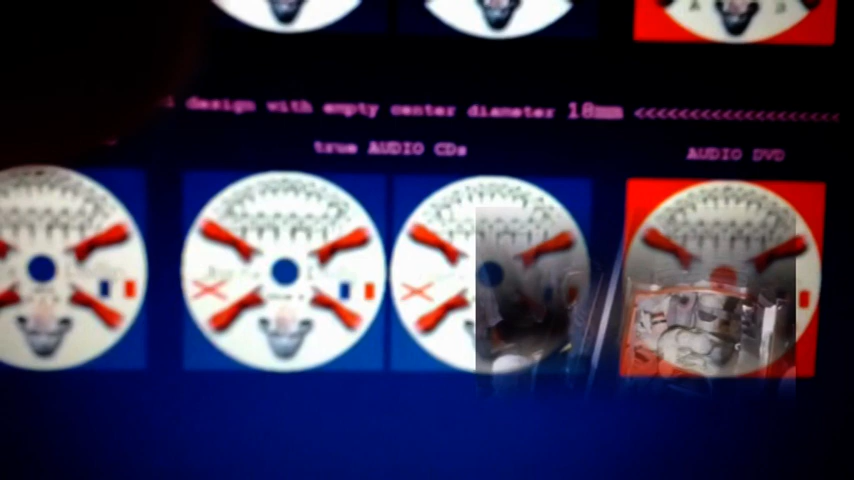 design with empty center diameter 18mm <<<<<<<<<<<<<<<<<<<<<<<
true AUDIO CDs
AUDIO DVD